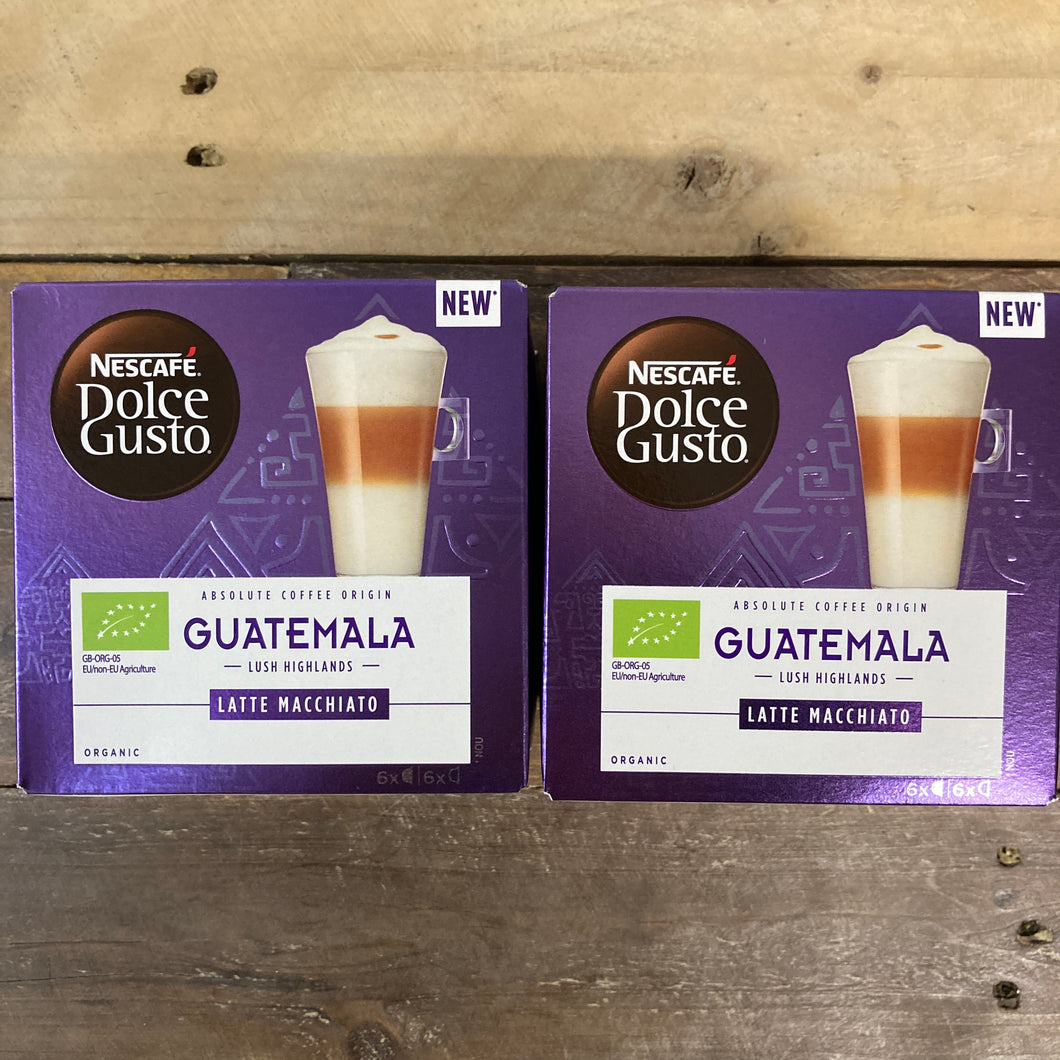 NEW*
NESCAFÉ®
Dolce
Gusto®
ABSOLUTE COFFEE ORIGIN
GUATEMALA
LUSH HIGHLANDS
LATTE MACCHIATO
GB-ORG-05
EU/non-EU Agriculture
ORGANIC
*NOU
6x 6x
NEW*
NESCAFÉ®
Dolce
Gusto®
ABSOLUTE COFFEE ORIGIN
GUATEMALA
LUSH HIGHLANDS
LATTE MACCHIATO
GB-ORG-05
EU/non-EU Agriculture
ORGANIC
*NOU
6x 6x